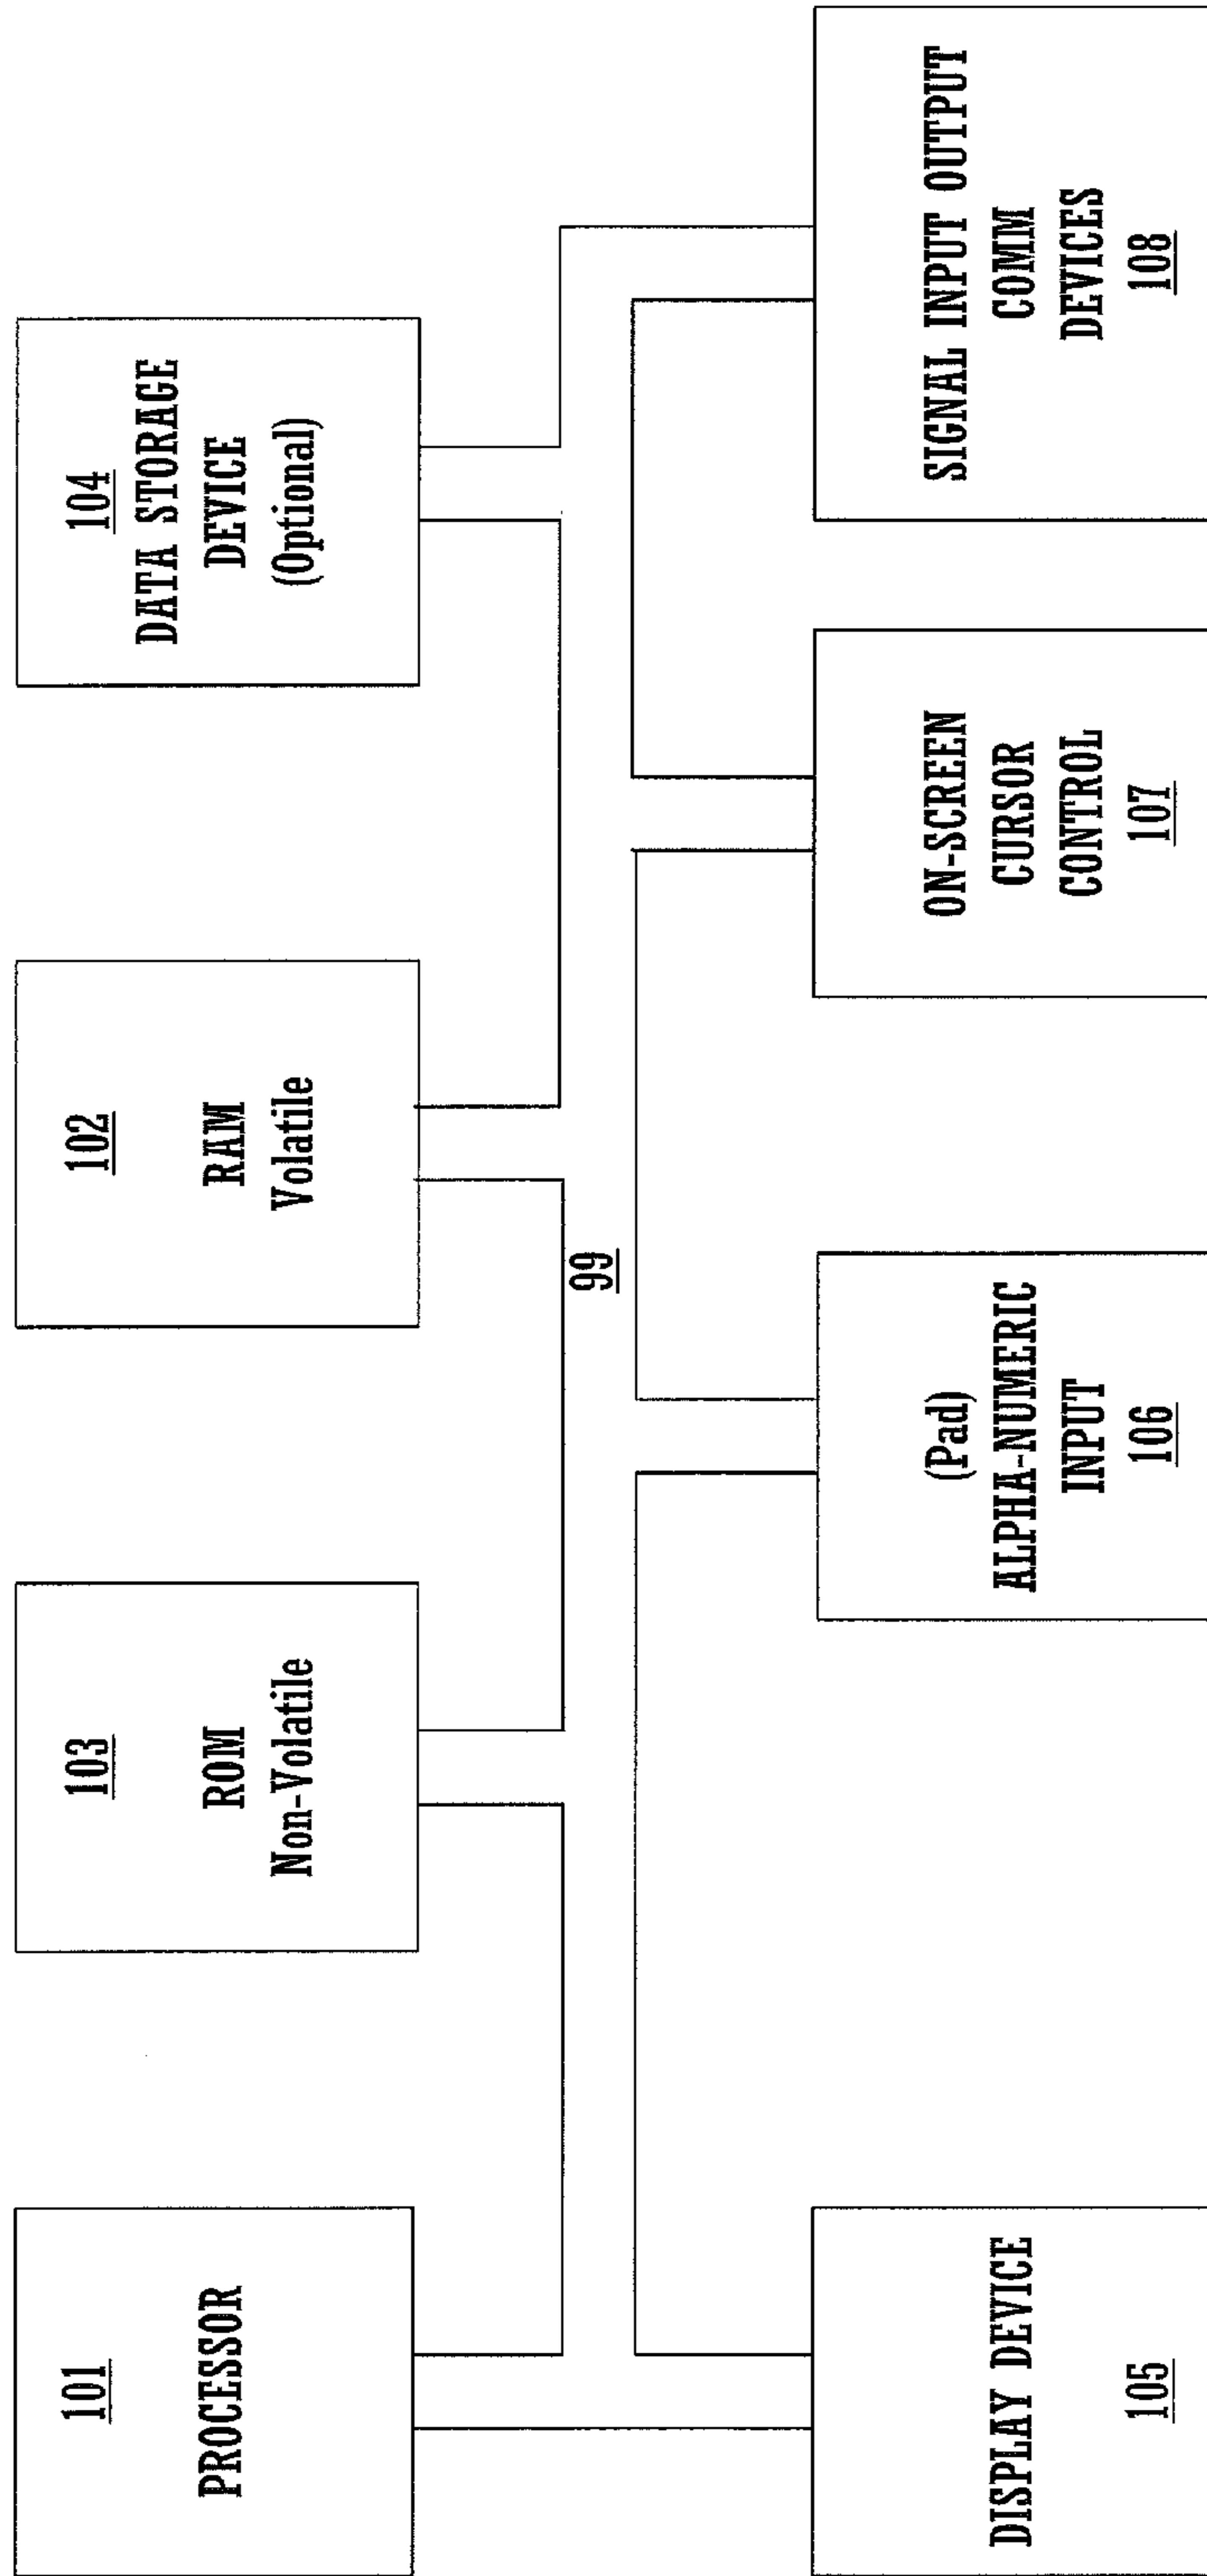 101
PROCESSOR
103
ROM
Non-Volatile
102
RAM
Volatile
104
DATA STORAGE
DEVICE
(Optional)
99
DISPLAY DEVICE
105
(Pad)
ALPHA-NUMERIC
INPUT
106
ON-SCREEN
CURSOR
CONTROL
107
SIGNAL INPUT OUTPUT
COMM
DEVICES
108